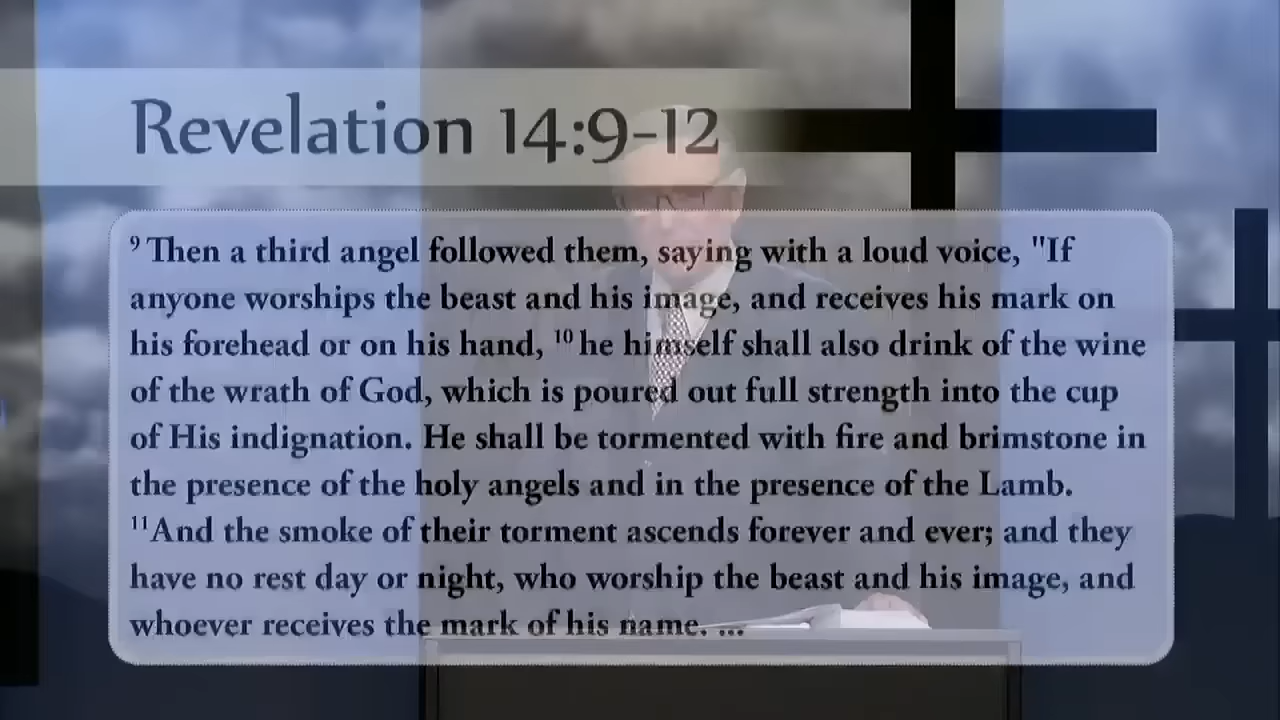 Revelation 14:9-12
⁹ Then a third angel followed them, saying with a loud voice, "If
anyone worships the beast and his image, and receives his mark on
his forehead or on his hand, ¹⁰ he himself shall also drink of the wine
of the wrath of God, which is poured out full strength into the cup
of His indignation. He shall be tormented with fire and brimstone in
the presence of the holy angels and in the presence of the Lamb.
¹¹ And the smoke of their torment ascends forever and ever; and they
have no rest day or night, who worship the beast and his image, and
whoever receives the mark of his name. ...